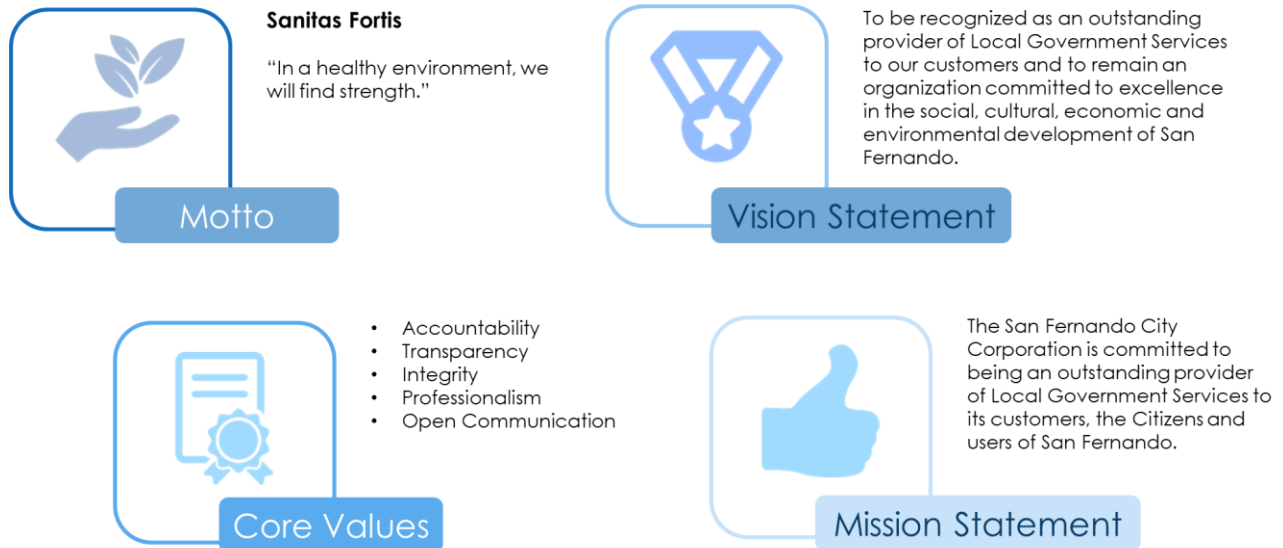 Sanitas Fortis
“In a healthy environment, we
will find strength.”
Motto
To be recognized as an outstanding
provider of Local Government Services
to our customers and to remain an
organization committed to excellence
in the social, cultural, economic and
environmental development of San
Fernando.
Vision Statement
• Accountability
• Transparency
• Integrity
• Professionalism
• Open Communication
Core Values
The San Fernando City
Corporation is committed to
being an outstanding provider
of Local Government Services to
its customers, the Citizens and
users of San Fernando.
Mission Statement